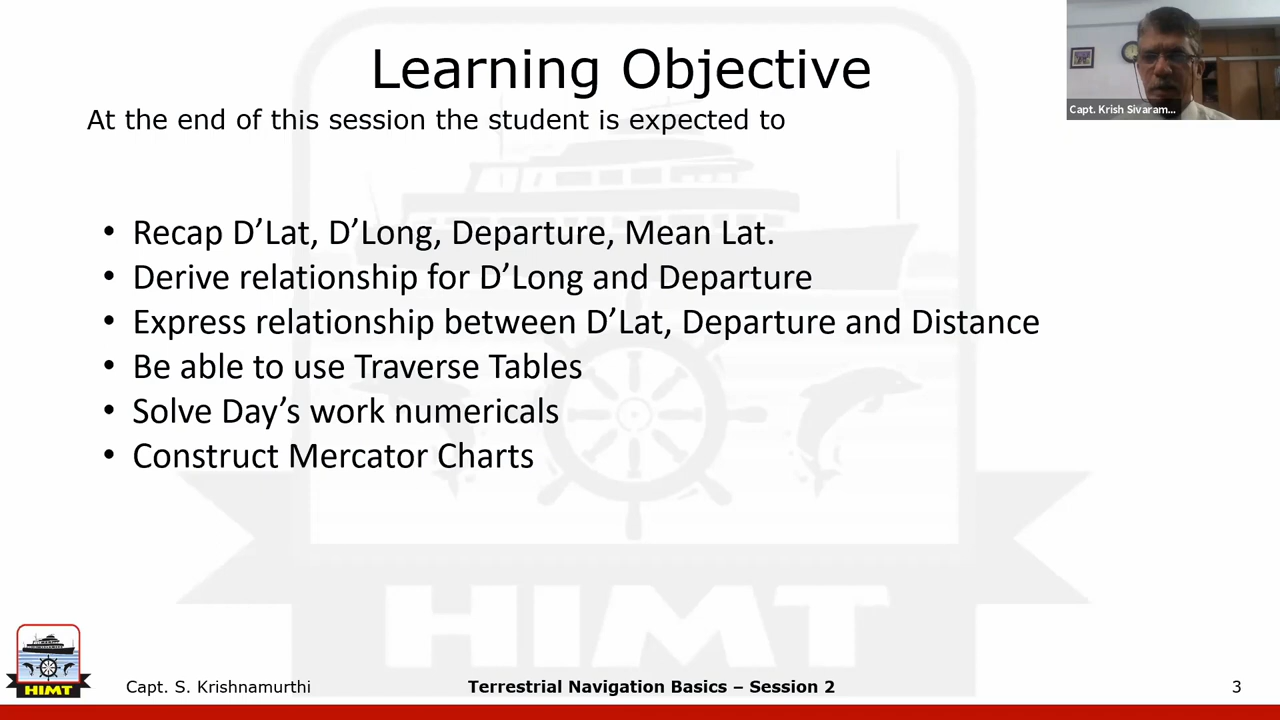 Learning Objective
At the end of this session the student is expected to
Capt. Krish Sivaram...
• Recap D’Lat, D’Long, Departure, Mean Lat.
• Derive relationship for D’Long and Departure
• Express relationship between D’Lat, Departure and Distance
• Be able to use Traverse Tables
• Solve Day’s work numericals
• Construct Mercator Charts
HIMT
HIMT
Capt. S. Krishnamurthi
Terrestrial Navigation Basics – Session 2
3